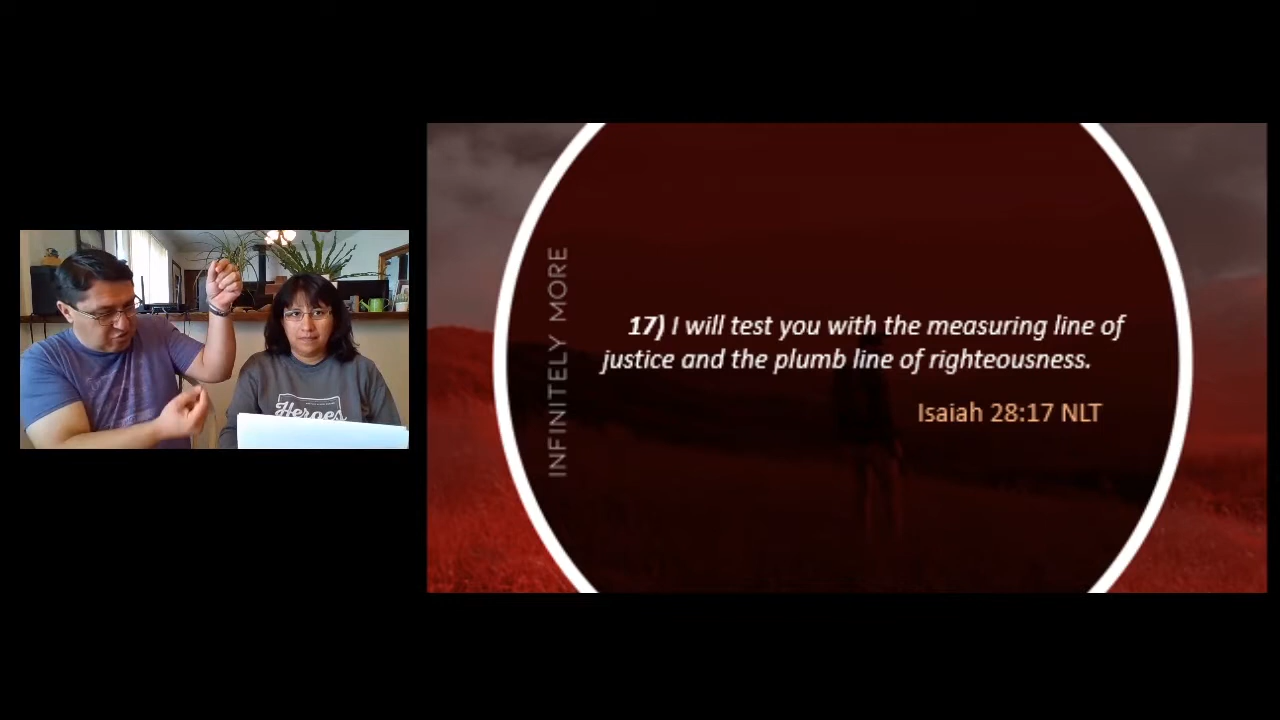 Heroes
INFINITELY MORE
17) I will test you with the measuring line of
justice and the plumb line of righteousness.
Isaiah 28:17 NLT